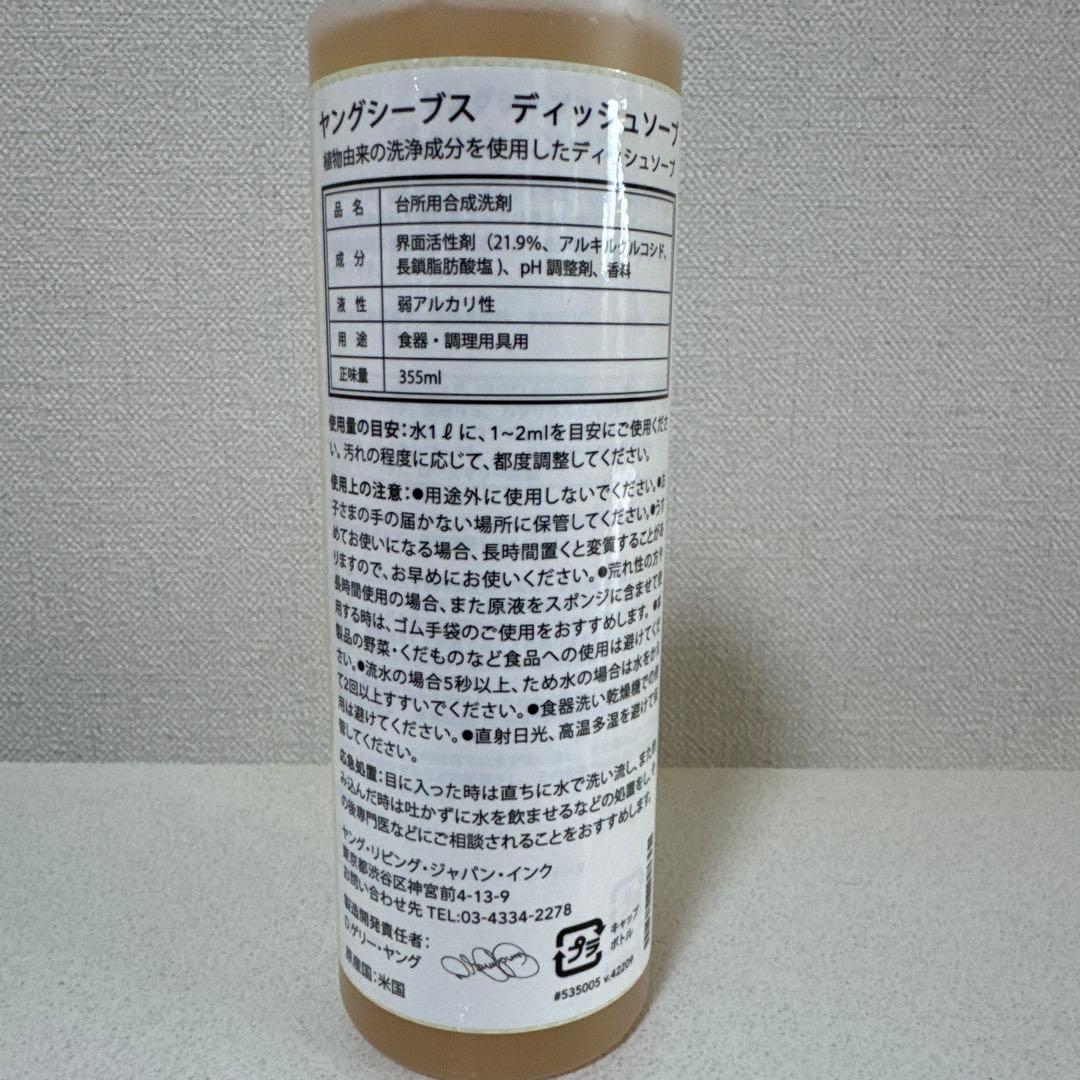 ヤングシーブス　ディッシュソープ
植物由来の洗浄成分を使用したディッシュソープ
品 名　台所用合成洗剤
成 分　界面活性剤（21.9%、アルキルグルコシド、
長鎖脂肪酸塩）、pH 調整剤、香料
液 性　弱アルカリ性
用 途　食器・調理用具用
正味量　355ml
使用量の目安：水1ℓに、1~2mlを目安にご使用くださ
い。汚れの程度に応じて、都度調整してください。
使用上の注意：●用途外に使用しないでください。●お
子さまの手の届かない場所に保管してください。●うす
めてお使いになる場合、長時間置くと変質することがあ
りますので、お早めにお使いください。●荒れ性の方や
長時間使用の場合、また原液をスポンジに含ませて使
用する時は、ゴム手袋のご使用をおすすめします。●本
製品の野菜・くだものなど食品への使用は避けてくだ
さい。●流水の場合5秒以上、ため水の場合は水をかえ
て2回以上すすいでください。●食器洗い乾燥機での使
用は避けてください。●直射日光、高温多湿を避けて保
管してください。
応急処置：目に入った時は直ちに水で洗い流し、また飲
み込んだ時は吐かずに水を飲ませるなどの処置をし、そ
の後専門医などにご相談されることをおすすめします。
ヤング・リビング・ジャパン・インク
東京都渋谷区神宮前4-13-9
お問い合わせ先 TEL:03-4334-2278
製造開発責任者：
D.ゲリー・ヤング
原産国：米国
プラ
キャップ
ボトル
#535005 v.42209